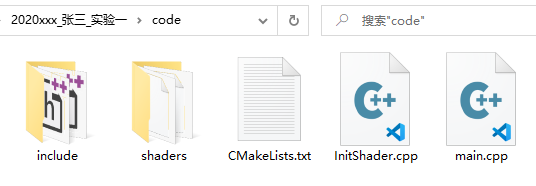 2020xxx_张三_实验一 › code
搜索"code"
include
shaders
CMakeLists.txt
InitShader.cpp
main.cpp